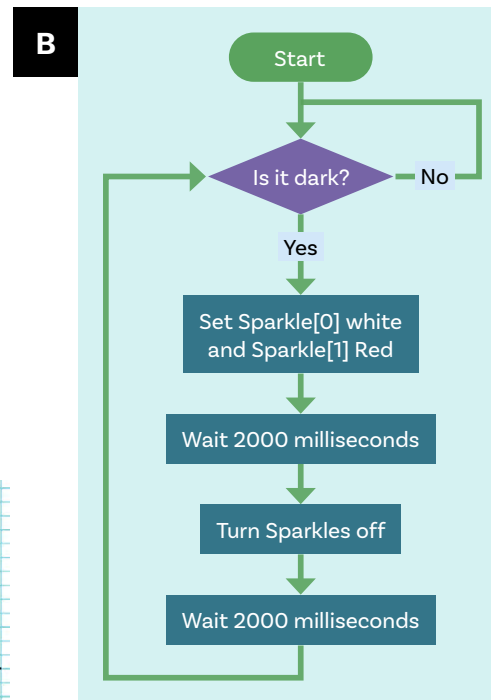 B
Start
Is it dark?
No
Yes
Set Sparkle[0] white
and Sparkle[1] Red
Wait 2000 milliseconds
Turn Sparkles off
Wait 2000 milliseconds